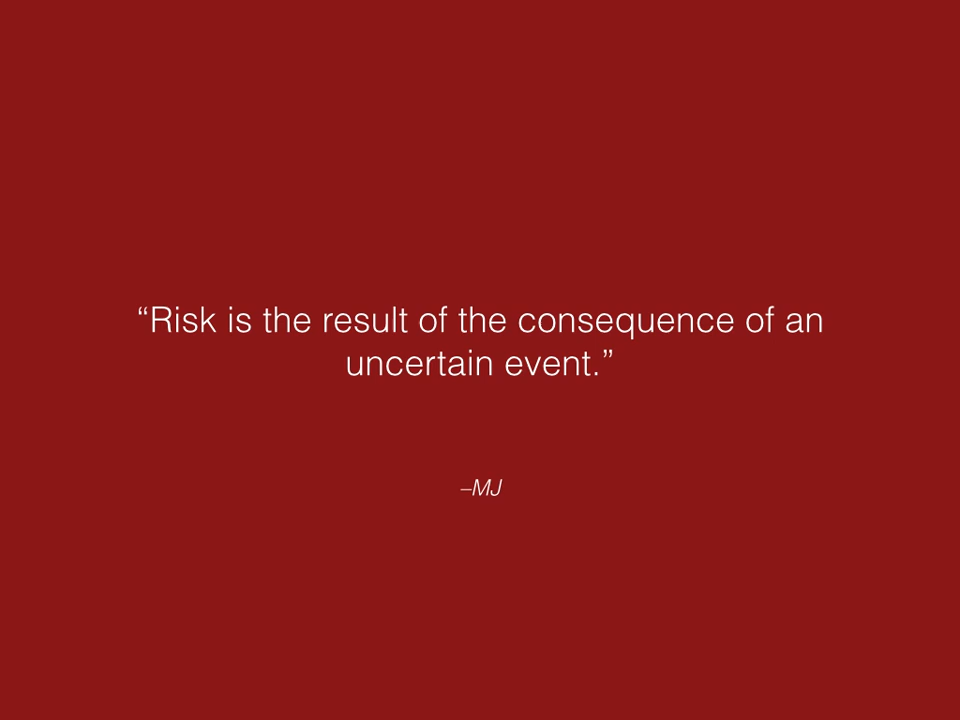 “Risk is the result of the consequence of an
uncertain event.”
–MJ